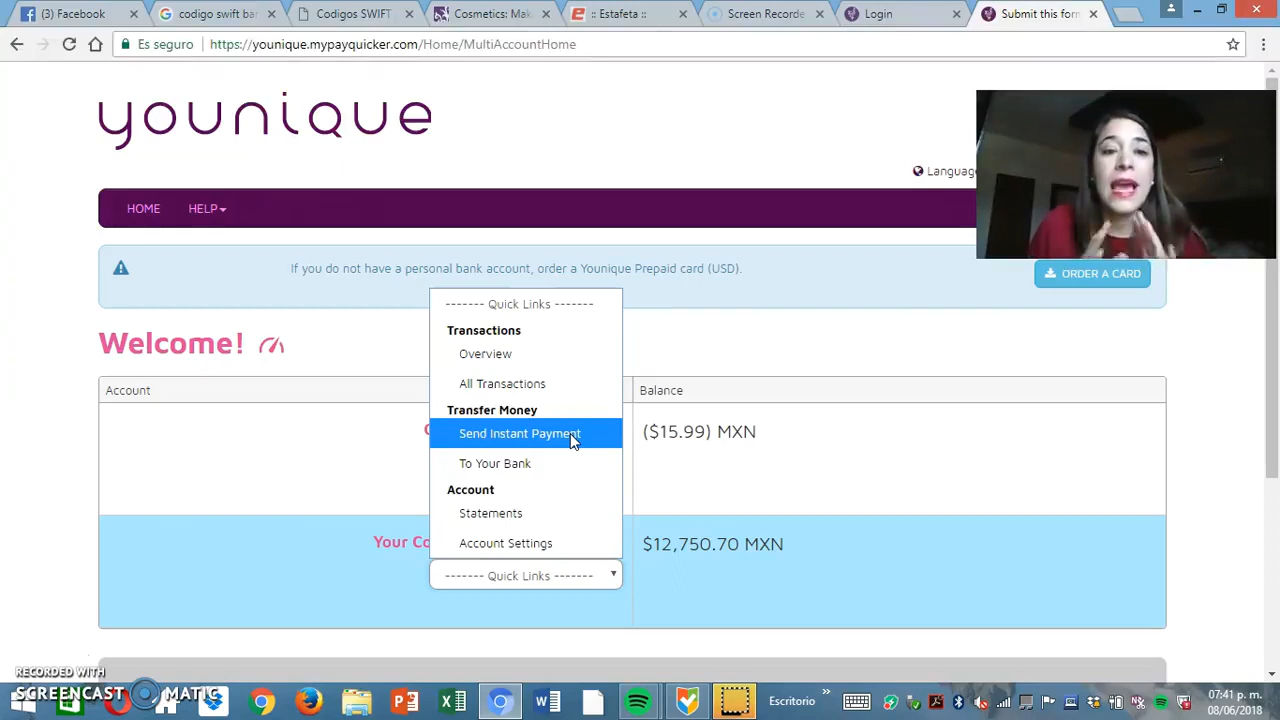 (3) Facebook
codigo swift ba
Codigos SWIFT
Cosmetics: Mak
:: Estafeta ::
Screen Recorde
Login
Submit this for
Es seguro
https://younique.mypayquicker.com/Home/MultiAccountHome
younique
Language
HOME
HELP
If you do not have a personal bank account, order a Younique Prepaid card (USD).
ORDER A CARD
------- Quick Links -------
Transactions
Overview
All Transactions
Transfer Money
Send Instant Payment
To Your Bank
Account
Statements
Account Settings
------- Quick Links -------
Welcome!
Account
Balance
($15.99) MXN
Your Co
$12,750.70 MXN
RECORDED WITH
SCREENCAST MATIC
Escritorio
»
07:41 p. m.
08/06/2018